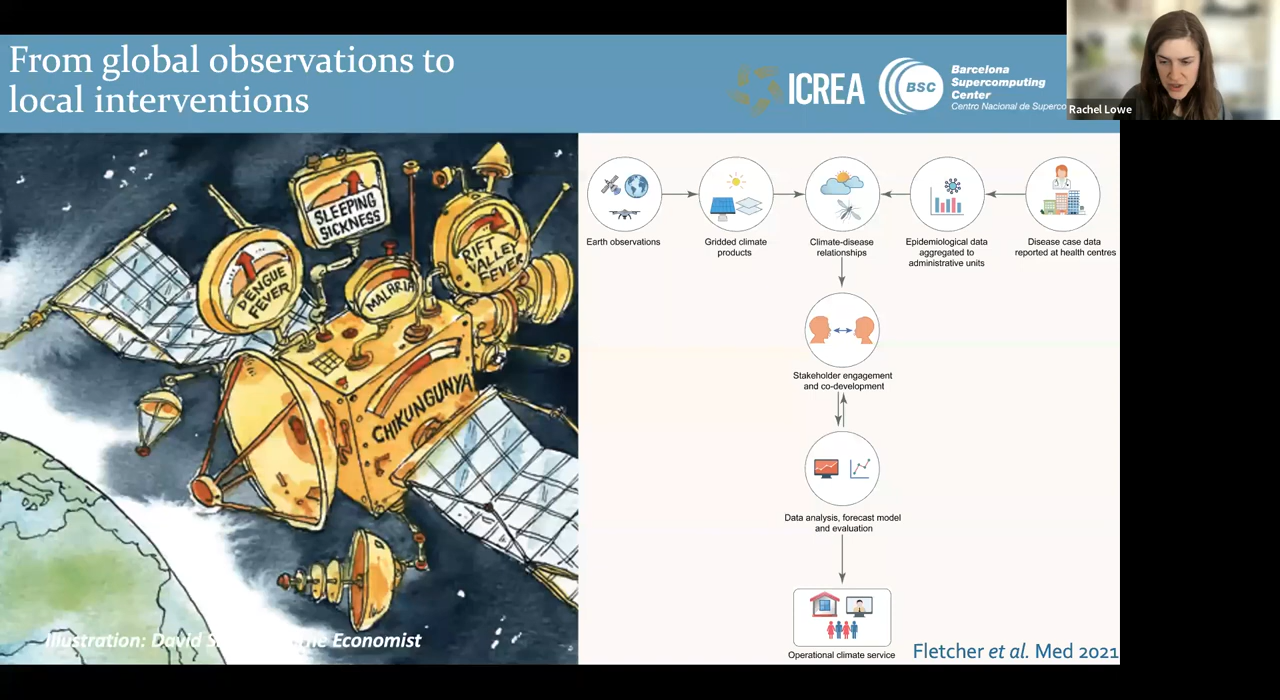 From global observations to
local interventions
ICREA
BSC
Barcelona
Supercomputing
Center
Centro Nacional de Superco
Rachel Lowe
SLEEPING
SICKNESS
DENGUE
FEVER
MALARIA
RIFT
VALLEY
FEVER
CHIKUNGUNYA
Illustration: David S
The Economist
Earth observations
Gridded climate
products
Climate-disease
relationships
Epidemiological data
aggregated to
administrative units
Disease case data
reported at health centres
Stakeholder engagement
and co-development
Data analysis, forecast model
and evaluation
Operational climate service
Fletcher et al. Med 2021